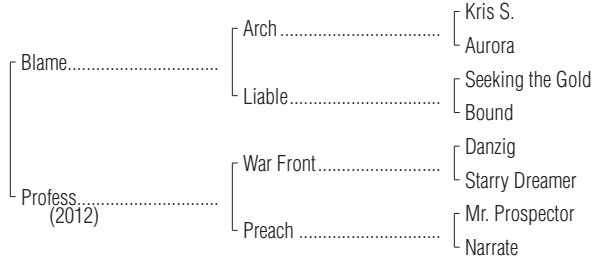 Kris S.
Arch
Aurora
Blame
Seeking the Gold
Liable
Bound
Danzig
War Front
Starry Dreamer
Profess
(2012)
Mr. Prospector
Preach
Narrate